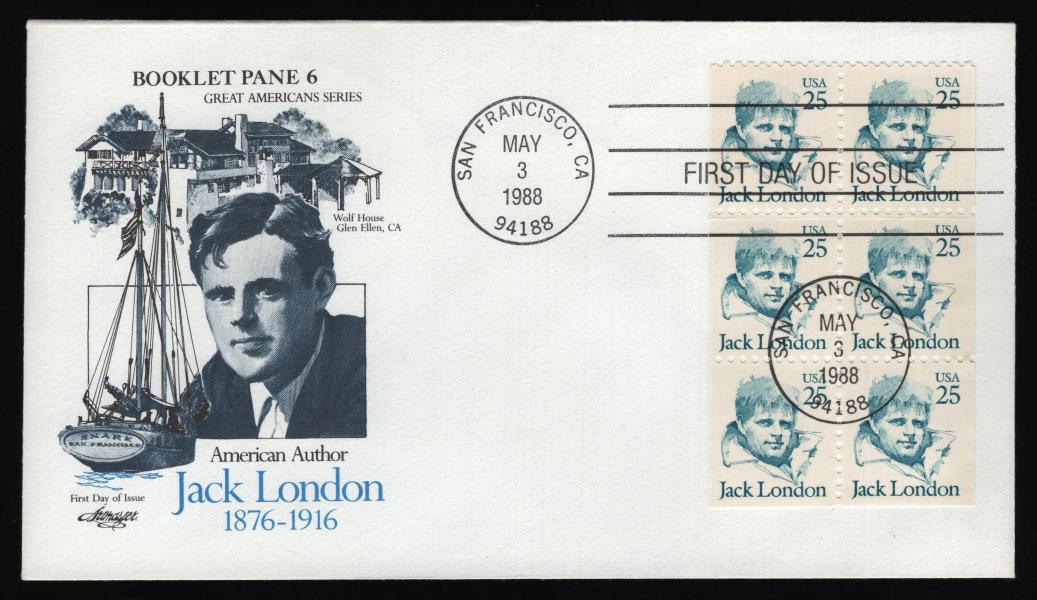 BOOKLET PANE 6
GREAT AMERICANS SERIES
Wolf House
Glen Ellen, CA
SNARK
SAN FRANCISCO
American Author
Jack London
1876-1916
First Day of Issue
Artmaster
SAN FRANCISCO, CA
MAY
3
1988
94188
FIRST DAY OF ISSUE
USA
25
Jack London
USA
25
Jack London
USA
25
Jack London
USA
25
Jack London
USA
25
Jack London
USA
25
Jack London
SAN FRANCISCO, CA
MAY
3
1988
94188